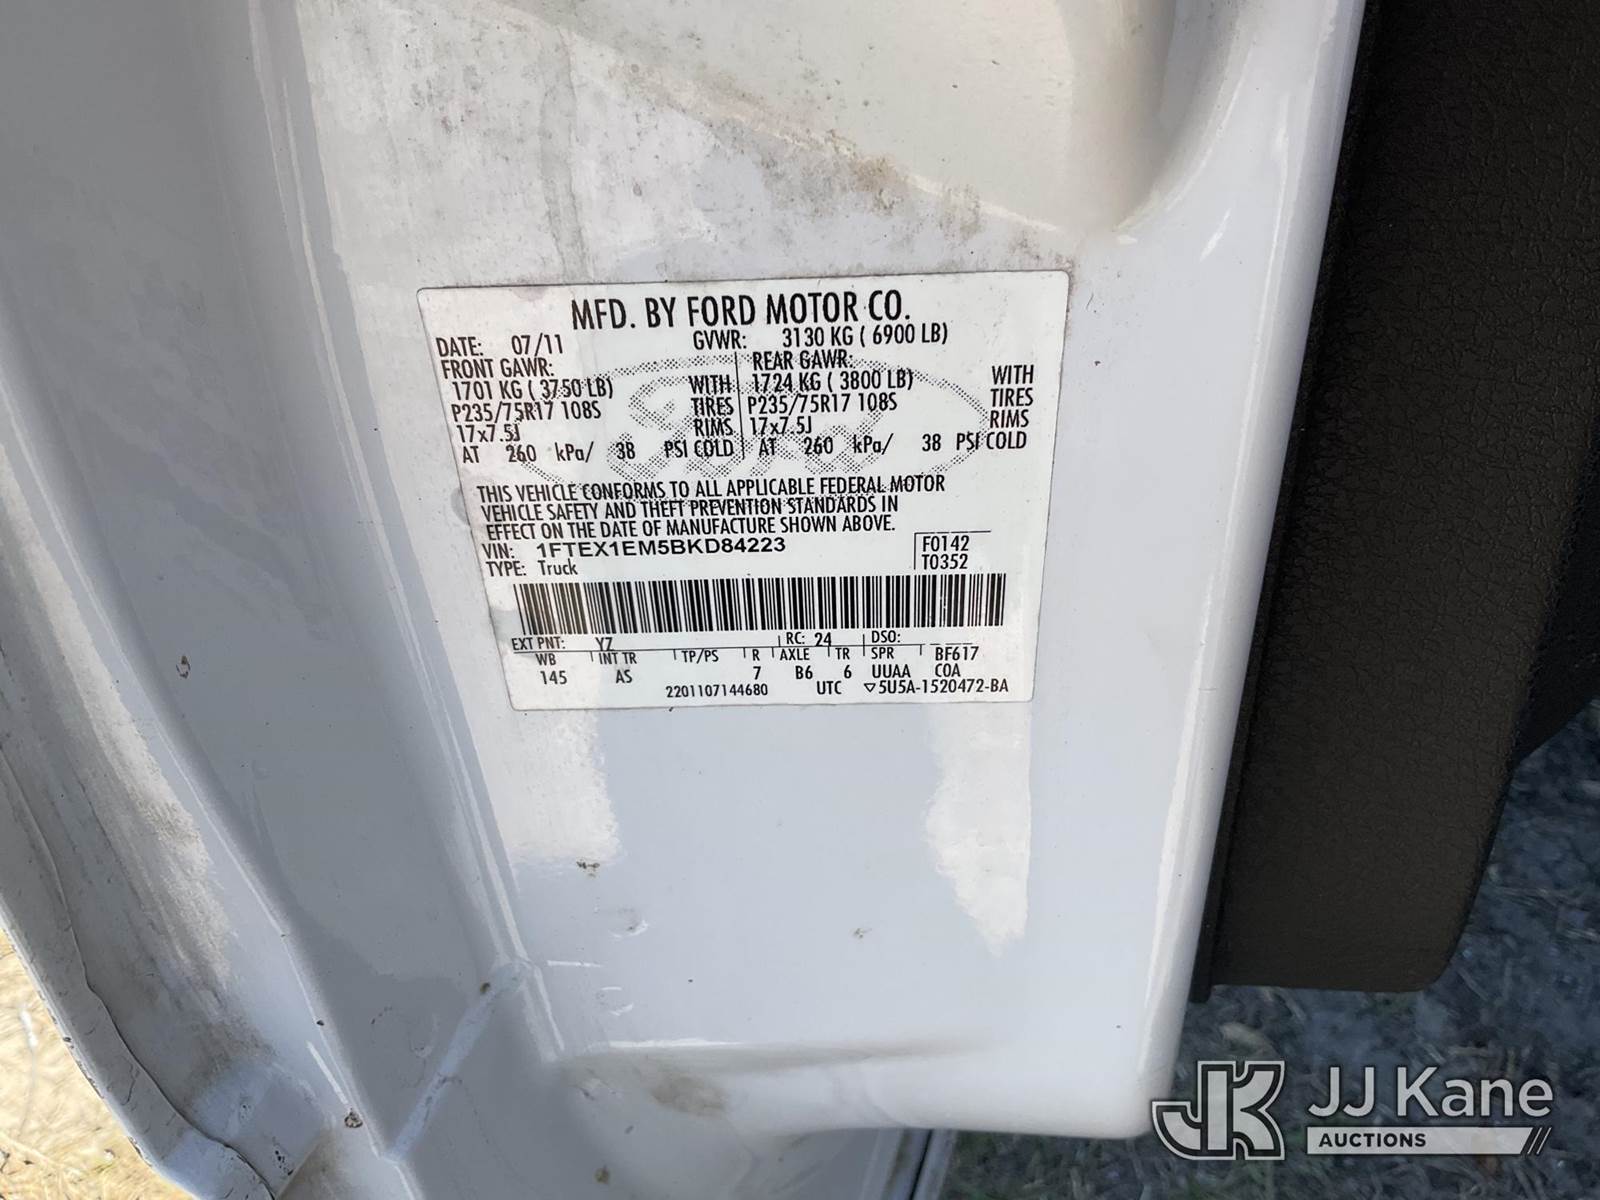 MFD. BY FORD MOTOR CO.
DATE: 07/11 GVWR: 3130 KG ( 6900 LB)
FRONT GAWR: REAR GAWR:
1701 KG ( 3750 LB) WITH 1724 KG ( 3800 LB) WITH
P235/75R17 108S TIRES P235/75R17 108S TIRES
17x7.5J RIMS 17x7.5J RIMS
AT 260 kPa/ 38 PSI COLD AT 260 kPa/ 38 PSI COLD
Ford
THIS VEHICLE CONFORMS TO ALL APPLICABLE FEDERAL MOTOR
VEHICLE SAFETY AND THEFT PREVENTION STANDARDS IN
EFFECT ON THE DATE OF MANUFACTURE SHOWN ABOVE.
VIN: 1FTEX1EM5BKD84223 F0142
TYPE: Truck T0352
EXT PNT: YZ RC: 24 DSO:
WB INT TR TP/PS R AXLE TR SPR BF617
145 AS 7 B6 6 UUAA COA
2201107144680 UTC ▽5U5A-1520472-BA
JK JJ Kane
AUCTIONS